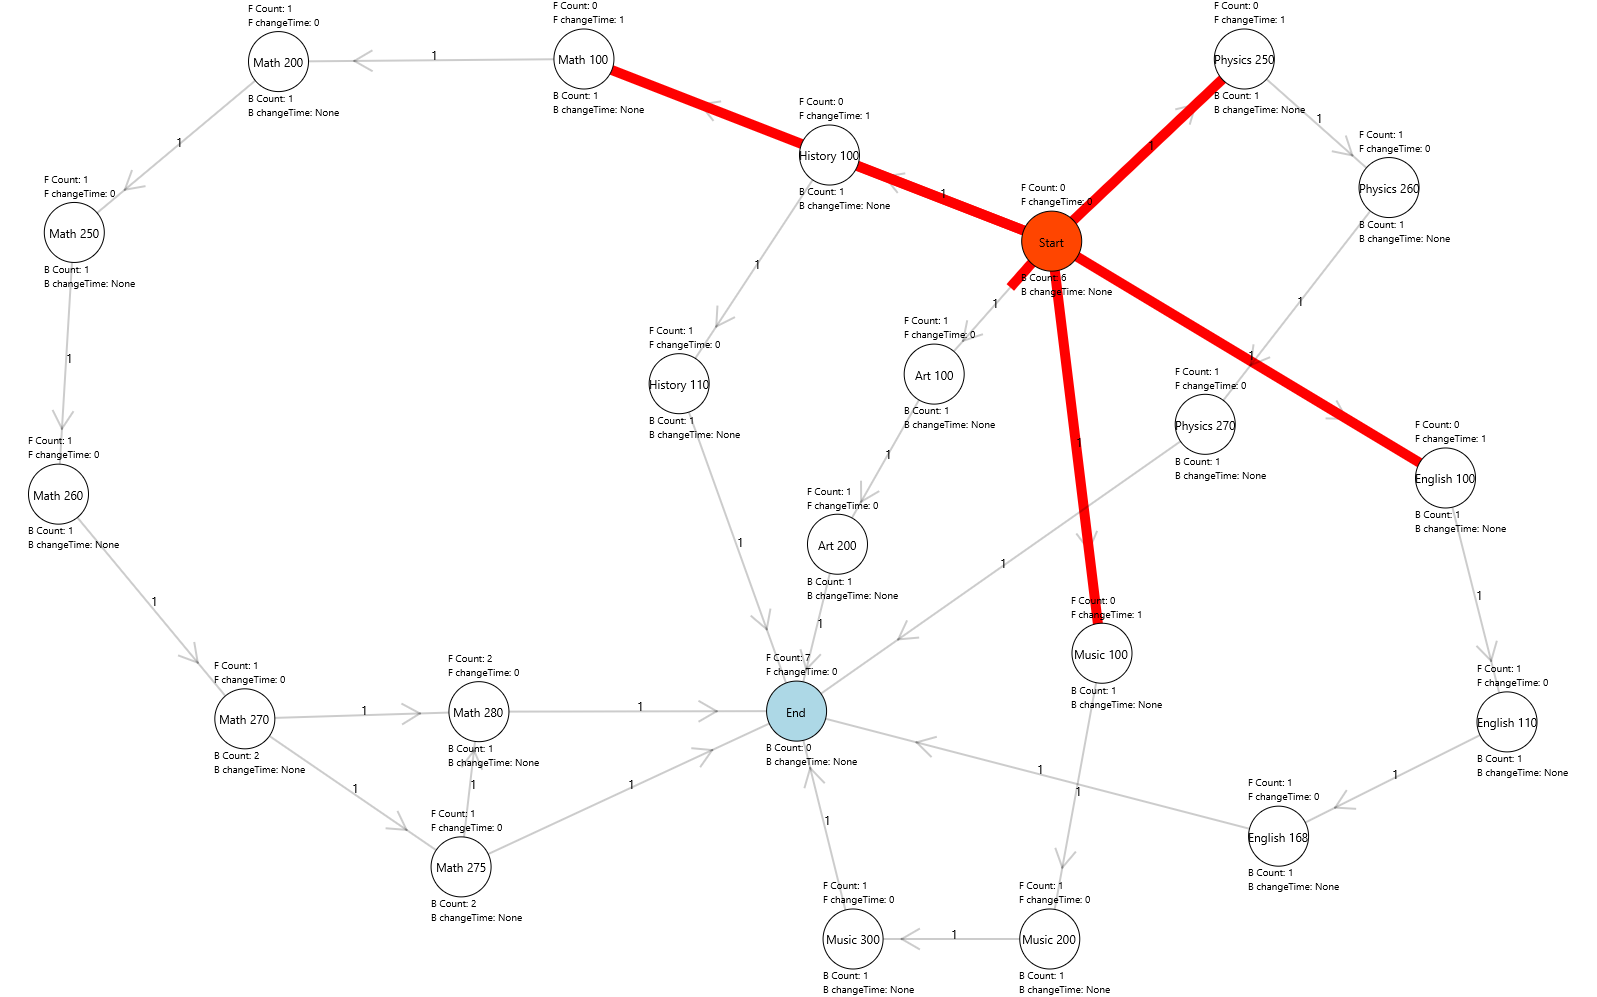 F Count: 1
F changeTime: 0
Math 200
B Count: 1
B changeTime: None
F Count: 0
F changeTime: 1
Math 100
B Count: 1
B changeTime: None
F Count: 0
F changeTime: 1
Physics 250
B Count: 1
B changeTime: None
1
1
1
F Count: 0
F changeTime: 1
History 100
B Count: 1
B changeTime: None
1
F Count: 1
F changeTime: 0
Physics 260
B Count: 1
B changeTime: None
1
F Count: 1
F changeTime: 0
Math 250
B Count: 1
B changeTime: None
F Count: 0
F changeTime: 0
Start
B Count: 6
B changeTime: None
1
1
1
1
1
F Count: 1
F changeTime: 0
History 110
B Count: 1
B changeTime: None
F Count: 1
F changeTime: 0
Art 100
B Count: 1
B changeTime: None
F Count: 1
F changeTime: 0
Physics 270
B Count: 1
B changeTime: None
F Count: 0
F changeTime: 1
English 100
B Count: 1
B changeTime: None
1
1
F Count: 1
F changeTime: 0
Math 260
B Count: 1
B changeTime: None
F Count: 1
F changeTime: 0
Art 200
B Count: 1
B changeTime: None
1
1
1
1
1
F Count: 0
F changeTime: 1
Music 100
B Count: 1
B changeTime: None
F Count: 1
F changeTime: 0
Math 270
B Count: 2
B changeTime: None
F Count: 2
F changeTime: 0
Math 280
B Count: 1
B changeTime: None
F Count: 7
F changeTime: 0
End
B Count: 0
B changeTime: None
F Count: 1
F changeTime: 0
English 110
B Count: 1
B changeTime: None
1
1
1
1
1
1
1
1
F Count: 1
F changeTime: 0
Math 275
B Count: 2
B changeTime: None
F Count: 1
F changeTime: 0
English 168
B Count: 1
B changeTime: None
1
F Count: 1
F changeTime: 0
Music 300
B Count: 1
B changeTime: None
1
F Count: 1
F changeTime: 0
Music 200
B Count: 1
B changeTime: None